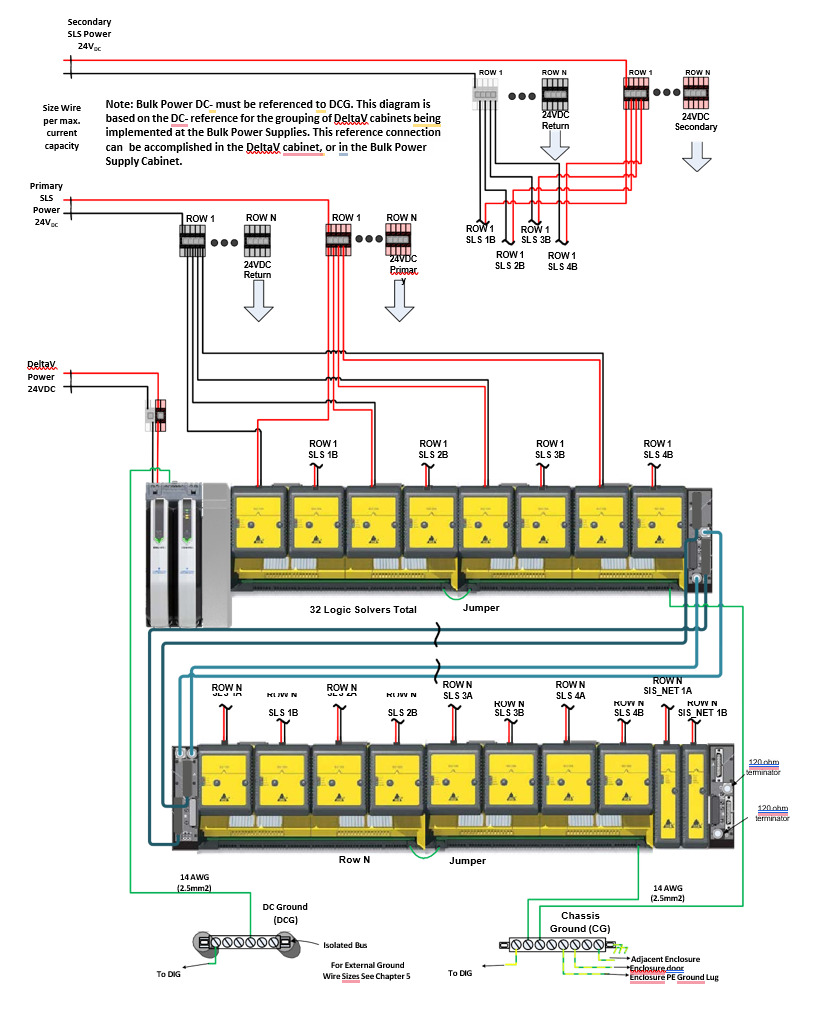 Secondary
SLS Power
24VDC
Size Wire
per max.
current
capacity
Note: Bulk Power DC- must be referenced to DCG. This diagram is
based on the DC- reference for the grouping of DeltaV cabinets being
implemented at the Bulk Power Supplies. This reference connection
can be accomplished in the DeltaV cabinet, or in the Bulk Power
Supply Cabinet.
ROW 1
ROW N
24VDC
Return
ROW 1
ROW N
24VDC
Secondary
Primary
SLS
Power
24VDC
ROW 1
ROW N
24VDC
Return
ROW 1
ROW N
24VDC
Primar
y
ROW 1
SLS 1B
ROW 1
SLS 2B
ROW 1
SLS 3B
ROW 1
SLS 4B
DeltaV
Power
24VDC
ROW 1
SLS 1B
ROW 1
SLS 2B
ROW 1
SLS 3B
ROW 1
SLS 4B
32 Logic Solvers Total
Jumper
ROW N
SLS 1A
ROW N
SLS 1B
ROW N
SLS 2A
ROW N
SLS 2B
ROW N
SLS 3A
ROW N
SLS 3B
ROW N
SLS 4A
ROW N
SLS 4B
ROW N
SIS_NET 1A
ROW N
SIS_NET 1B
120 ohm
terminator
120 ohm
terminator
Row N
Jumper
14 AWG
(2.5mm2)
DC Ground
(DCG)
Isolated Bus
To DIG
For External Ground
Wire Sizes See Chapter 5
14 AWG
(2.5mm2)
Chassis
Ground (CG)
To DIG
Adjacent Enclosure
Enclosure door
Enclosure PE Ground Lug